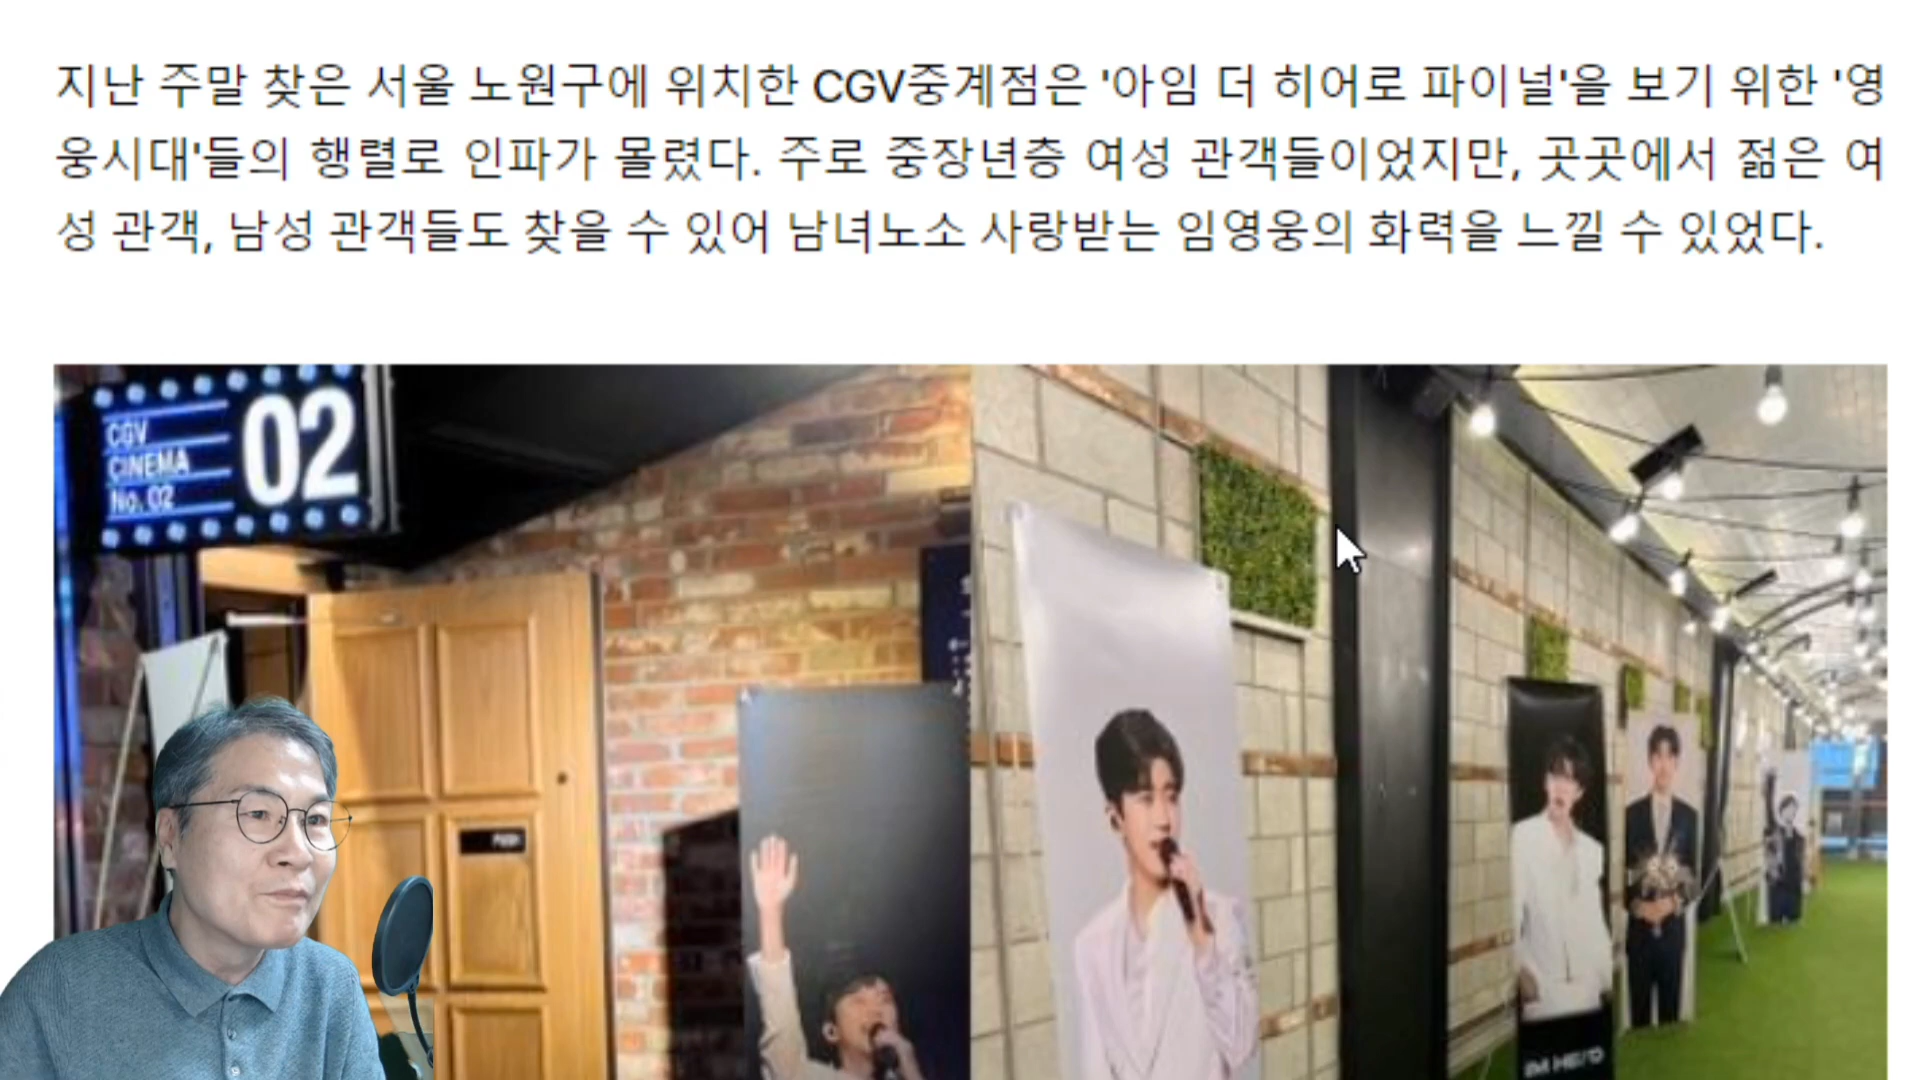 지난 주말 찾은 서울 노원구에 위치한 CGV중계점은 '아임 더 히어로 파이널'을 보기 위한 '영
웅시대'들의 행렬로 인파가 몰렸다. 주로 중장년층 여성 관객들이었지만, 곳곳에서 젊은 여
성 관객, 남성 관객들도 찾을 수 있어 남녀노소 사랑받는 임영웅의 화력을 느낄 수 있었다.
CGV
CINEMA
No. 02
02
IM HERO